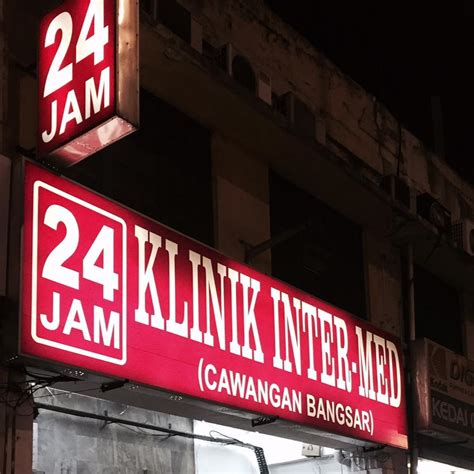 24
JAM
24
JAM
KLINIK INTER-MED
(CAWANGAN BANGSAR)
KEDAI